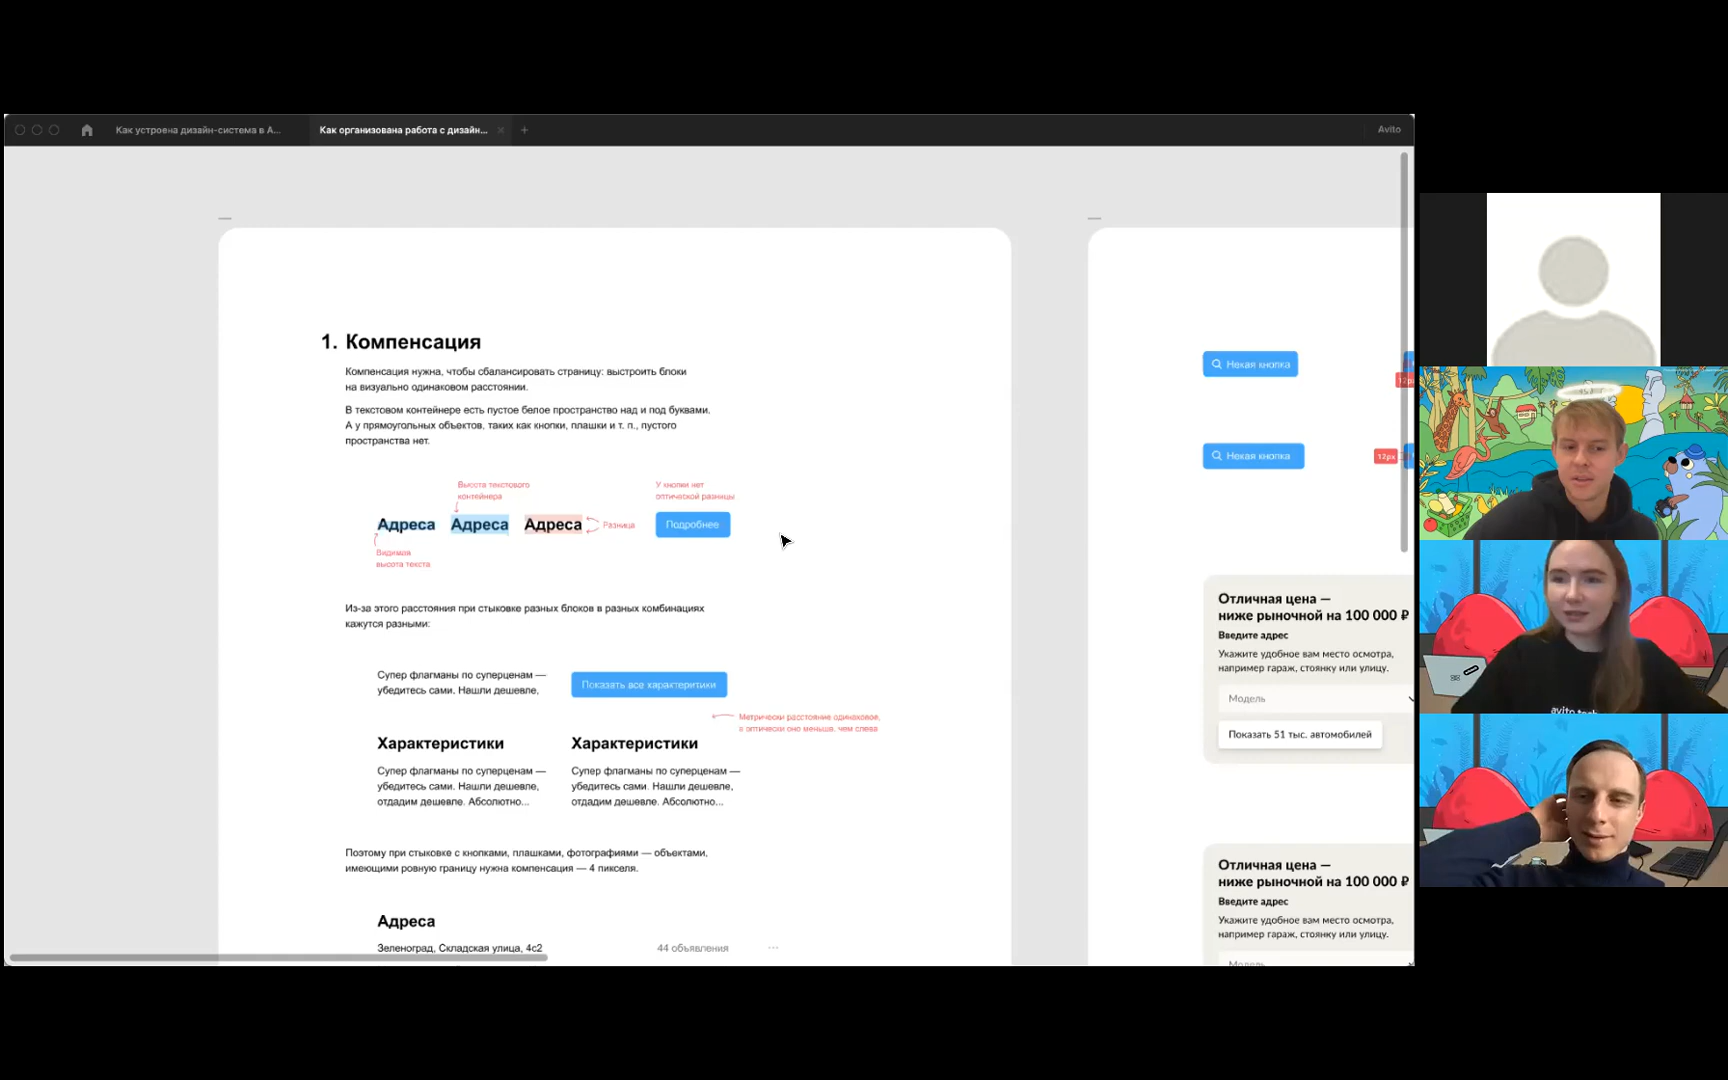 Как устроена дизайн-система в А...
Как организована работа с дизайн...
Avito
1. Компенсация
Компенсация нужна, чтобы сбалансировать страницу: выстроить блоки
на визуально одинаковом расстоянии.
В текстовом контейнере есть пустое белое пространство над и под буквами.
А у прямоугольных объектов, таких как кнопки, плашки и т. п., пустого
пространства нет.
Высота текстового
контейнера
У кнопки нет
оптической разницы
Адреса
Адреса
Адреса
Разница
Подробнее
Видимая
высота текста
Из-за этого расстояния при стыковке разных блоков в разных комбинациях
кажутся разными:
Супер флагманы по суперценам —
убедитесь сами. Нашли дешевле,
Показать все характеритики
Метрически расстояние одинаковое,
а оптически оно меньше, чем слева
Характеристики
Супер флагманы по суперценам —
убедитесь сами. Нашли дешевле,
отдадим дешевле. Абсолютно...
Характеристики
Супер флагманы по суперценам —
убедитесь сами. Нашли дешевле,
отдадим дешевле. Абсолютно...
Поэтому при стыковке с кнопками, плашками, фотографиями — объектами,
имеющими ровную границу нужна компенсация — 4 пикселя.
Адреса
Зеленоград, Складская улица, 4с2
44 объявления
...
Некая кнопка
Некая кнопка
12px
Отличная цена —
ниже рыночной на 100 000 ₽
Введите адрес
Укажите удобное вам место осмотра,
например гараж, стоянку или улицу.
Модель
Показать 51 тыс. автомобилей
Отличная цена —
ниже рыночной на 100 000 ₽
Введите адрес
Укажите удобное вам место осмотра,
например гараж, стоянку или улицу.
Модель
avito tech